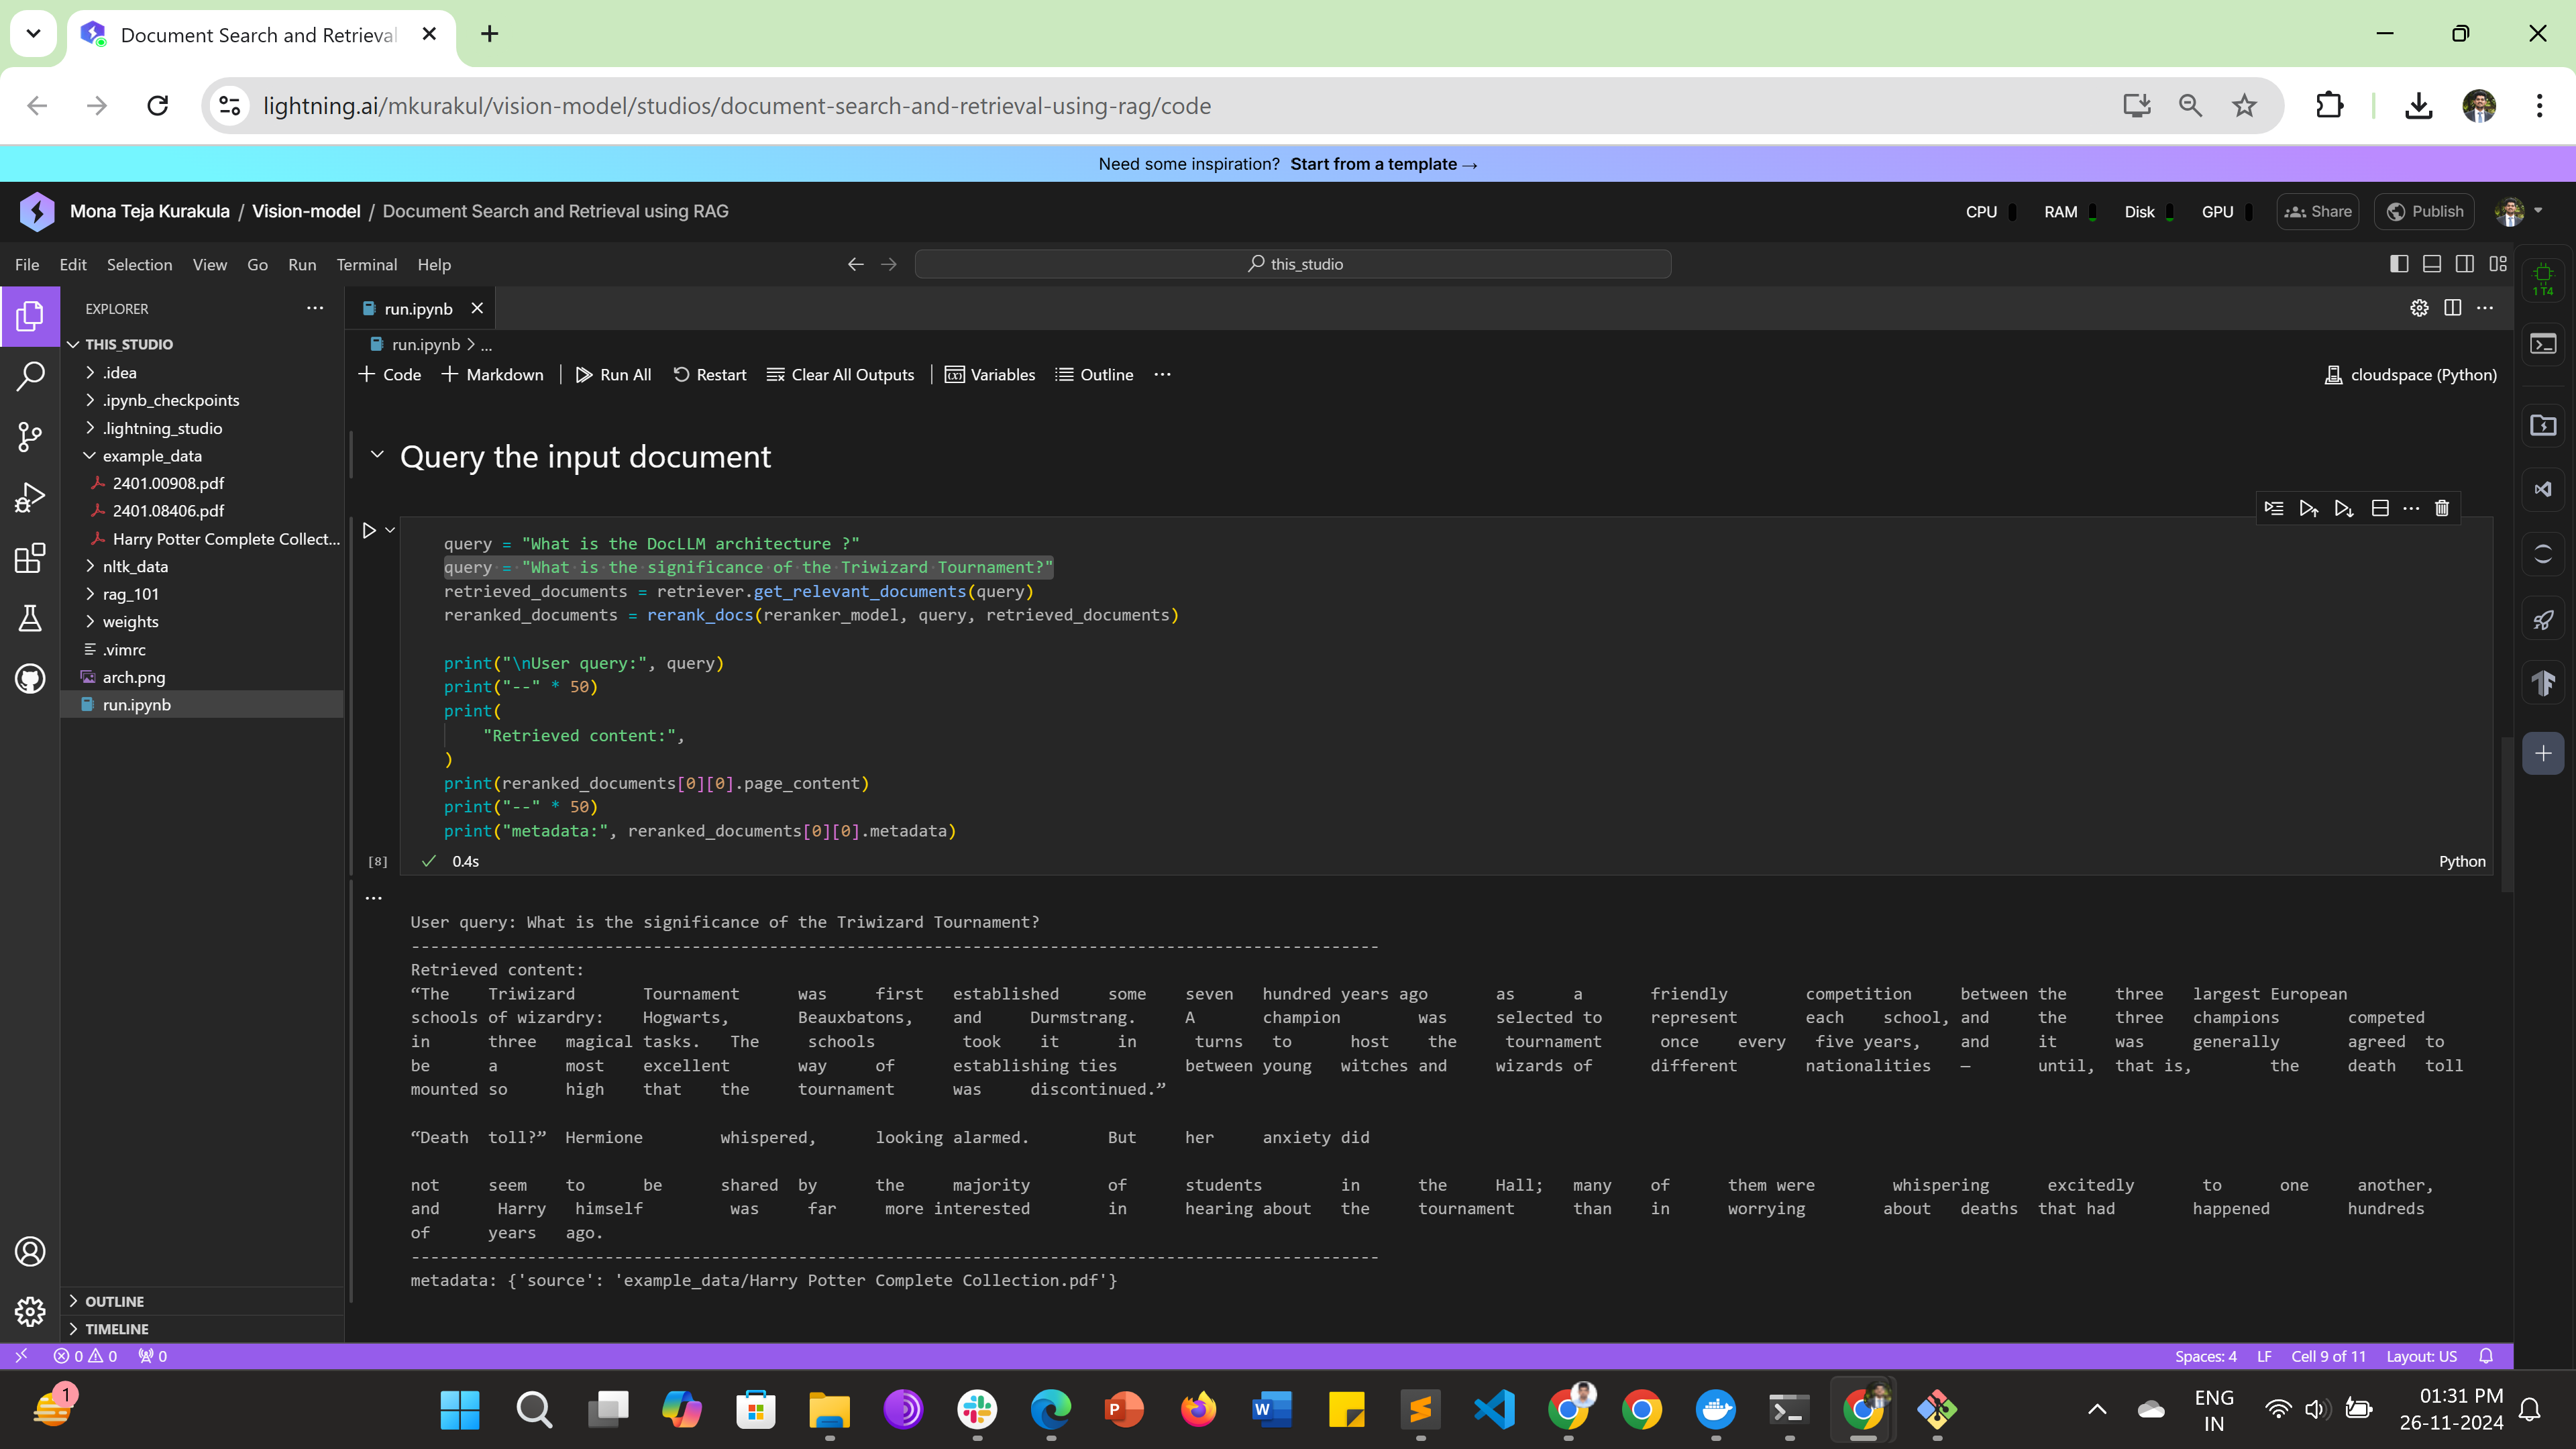 Document Search and Retrieval
lightning.ai/mkurakul/vision-model/studios/document-search-and-retrieval-using-rag/code
Need some inspiration? Start from a template →
Mona Teja Kurakula / Vision-model / Document Search and Retrieval using RAG
CPU RAM Disk GPU Share Publish
File Edit Selection View Go Run Terminal Help
this_studio
1 T4
EXPLORER
run.ipynb
THIS_STUDIO
run.ipynb > ...
.idea
Code Markdown Run All Restart Clear All Outputs Variables Outline ...
cloudspace (Python)
.ipynb_checkpoints
.lightning_studio
example_data
2401.00908.pdf
2401.08406.pdf
Harry Potter Complete Collect...
nltk_data
rag_101
weights
.vimrc
arch.png
run.ipynb
OUTLINE
TIMELINE
Query the input document
query = "What is the DocLLM architecture ?"
query = "What is the significance of the Triwizard Tournament?"
retrieved_documents = retriever.get_relevant_documents(query)
reranked_documents = rerank_docs(reranker_model, query, retrieved_documents)
print("\nUser query:", query)
print("--" * 50)
print(
"Retrieved content:",
)
print(reranked_documents[0][0].page_content)
print("--" * 50)
print("metadata:", reranked_documents[0][0].metadata)
[8] 0.4s Python
User query: What is the significance of the Triwizard Tournament?
----------------------------------------------------------------------------------------------------
Retrieved content:
“The Triwizard Tournament was first established some seven hundred years ago as a friendly competition between the three largest European
schools of wizardry: Hogwarts, Beauxbatons, and Durmstrang. A champion was selected to represent each school, and the three champions competed
in three magical tasks. The schools took it in turns to host the tournament once every five years, and it was generally agreed to
be a most excellent way of establishing ties between young witches and wizards of different nationalities — until, that is, the death toll
mounted so high that the tournament was discontinued.”
“Death toll?” Hermione whispered, looking alarmed. But her anxiety did
not seem to be shared by the majority of students in the Hall; many of them were whispering excitedly to one another,
and Harry himself was far more interested in hearing about the tournament than in worrying about deaths that had happened hundreds
of years ago.
----------------------------------------------------------------------------------------------------
metadata: {'source': 'example_data/Harry Potter Complete Collection.pdf'}
0 0 0
Spaces: 4 LF Cell 9 of 11 Layout: US
1
ENG
IN
01:31 PM
26-11-2024